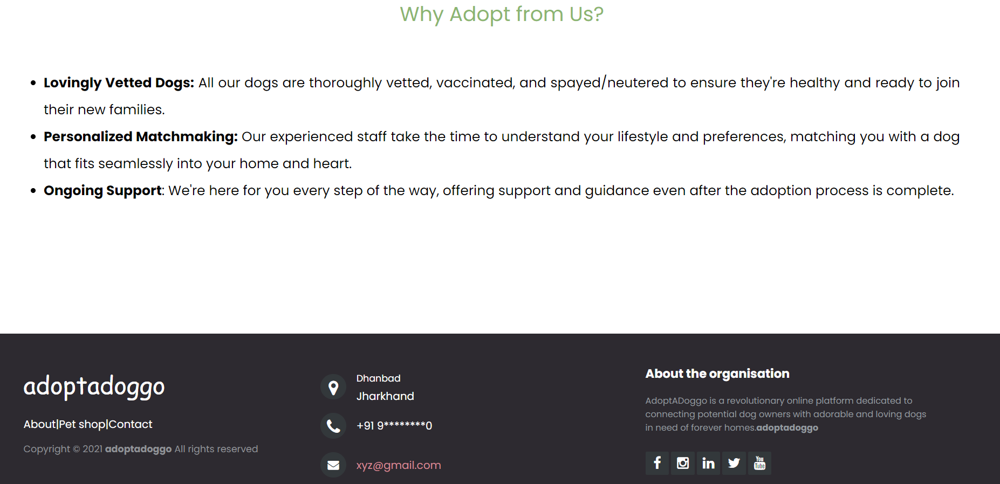 Why Adopt from Us?
• Lovingly Vetted Dogs: All our dogs are thoroughly vetted, vaccinated, and spayed/neutered to ensure they're healthy and ready to join
their new families.
• Personalized Matchmaking: Our experienced staff take the time to understand your lifestyle and preferences, matching you with a dog
that fits seamlessly into your home and heart.
• Ongoing Support: We're here for you every step of the way, offering support and guidance even after the adoption process is complete.
adoptadoggo
About|Pet shop|Contact
Copyright © 2021 adoptadoggo All rights reserved
Dhanbad
Jharkhand
+91 9********0
xyz@gmail.com
About the organisation
AdoptADoggo is a revolutionary online platform dedicated to
connecting potential dog owners with adorable and loving dogs
in need of forever homes.adoptadoggo
You
Tube